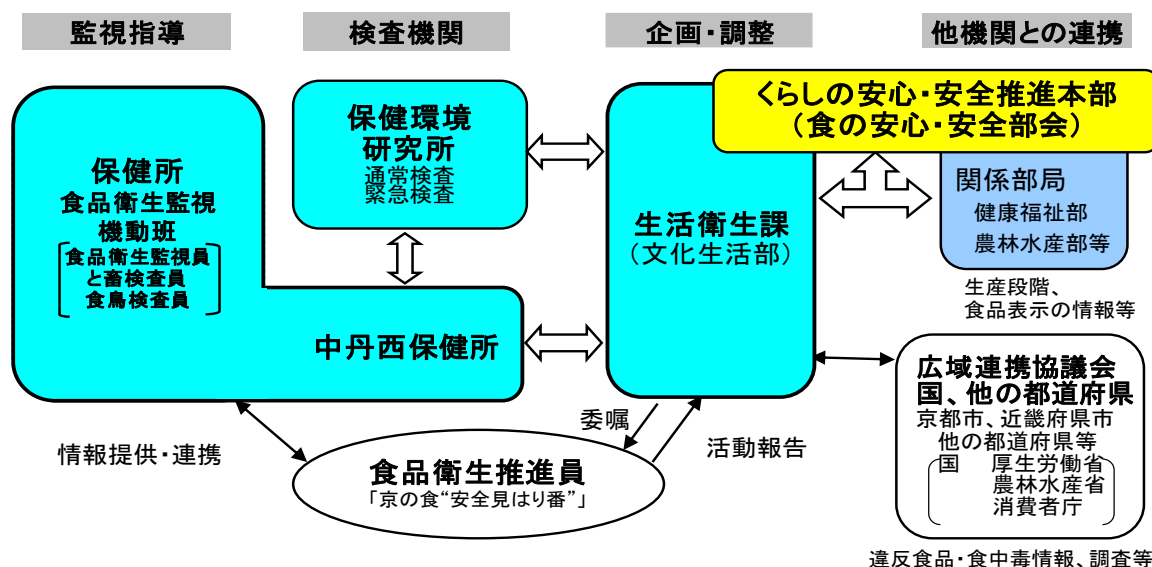 監視指導
検査機関
企画・調整
他機関との連携
くらしの安心・安全推進本部
（食の安心・安全部会）
保健所
食品衛生監視
機動班
食品衛生監視員
と畜検査員
食鳥検査員
中丹西保健所
保健環境
研究所
通常検査
緊急検査
生活衛生課
（文化生活部）
関係部局
健康福祉部
農林水産部等
生産段階、
食品表示の情報等
広域連携協議会
国、他の都道府県
京都市、近畿府県市
他の都道府県等
国　厚生労働省
農林水産省
消費者庁
違反食品・食中毒情報、調査等
情報提供・連携
委嘱
活動報告
食品衛生推進員
「京の食“安全見はり番”」